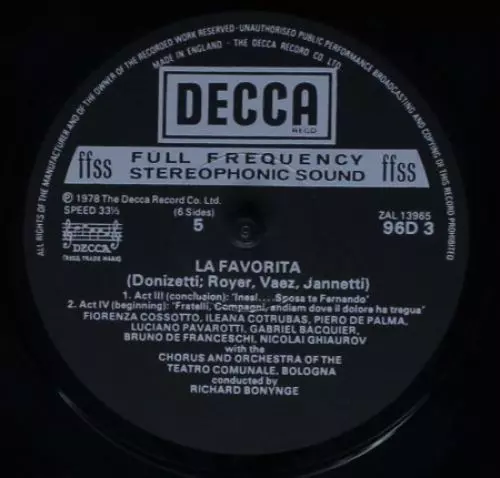 ALL RIGHTS OF THE MANUFACTURER AND OF THE OWNER OF THE RECORDED WORK RESERVED · UNAUTHORISED PUBLIC PERFORMANCE BROADCASTING AND COPYING OF THIS RECORD PROHIBITED
MADE IN ENGLAND · THE DECCA RECORD CO LTD
DECCA
REGD
ffss FULL FREQUENCY ffss
STEREOPHONIC SOUND
Ⓟ 1978 The Decca Record Co. Ltd.
SPEED 33⅓ (6 Sides) ZAL 13965
5 96D 3
DECCA
(REGD. TRADE MARK)
LA FAVORITA
(Donizetti; Royer, Vaez, Jannetti)
1. Act III (conclusion): 'Ines!....Sposa te Fernando'
2. Act IV (beginning): 'Fratelli, Compagni, andiam dove il dolore ha tregua'
FIORENZA COSSOTTO, ILEANA COTRUBAS, PIERO DE PALMA,
LUCIANO PAVAROTTI, GABRIEL BACQUIER,
BRUNO DE FRANCESCHI, NICOLAI GHIAUROV
with the
CHORUS AND ORCHESTRA OF THE
TEATRO COMUNALE, BOLOGNA
conducted by
RICHARD BONYNGE